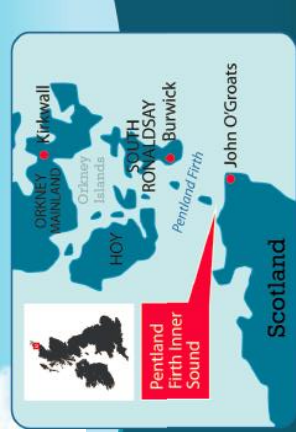 ORKNEY
MAINLAND
Kirkwall
Orkney
Islands
HOY
SOUTH
RONALDSAY
Burwick
Pentland Firth
John O'Groats
Pentland
Firth Inner
Sound
Scotland